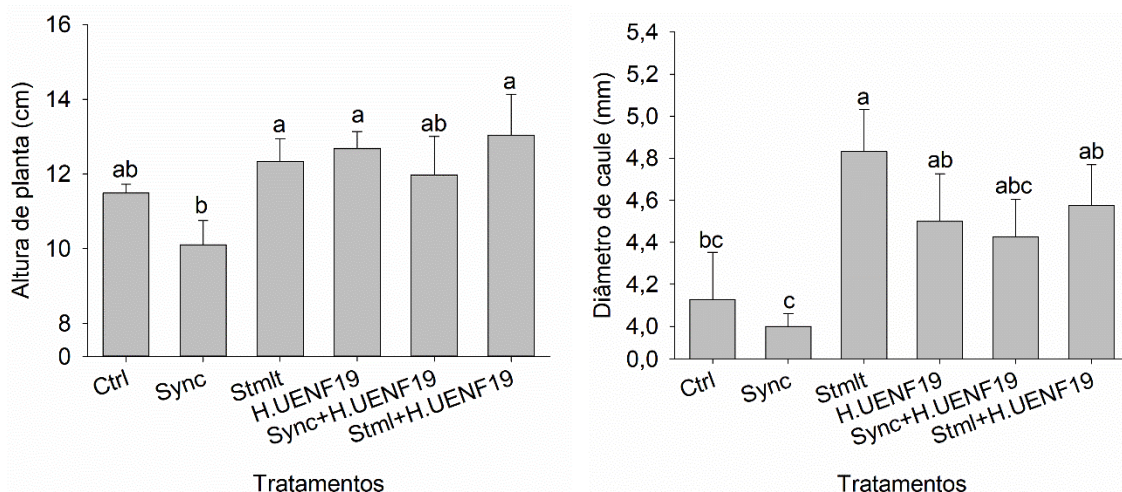 Altura de planta (cm)
16
14
12
10
8
0
ab
b
a
a
ab
a
Ctrl
Sync
Stmlt
H.UENF19
Sync+H.UENF19
Stml+H.UENF19
Tratamentos
Diâmetro de caule (mm)
5,4
5,2
5,0
4,8
4,6
4,4
4,2
4,0
0,0
bc
c
a
ab
abc
ab
Ctrl
Sync
Stmlt
H.UENF19
Sync+H.UENF19
Stml+H.UENF19
Tratamentos